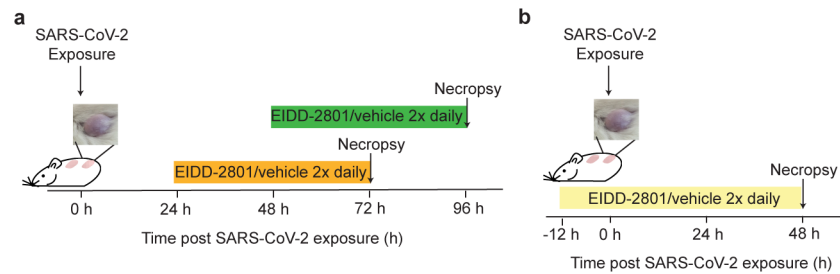 a
SARS-CoV-2
Exposure
Necropsy
EIDD-2801/vehicle 2x daily
Necropsy
EIDD-2801/vehicle 2x daily
0 h
24 h
48 h
72 h
96 h
Time post SARS-CoV-2 exposure (h)
b
SARS-CoV-2
Exposure
Necropsy
EIDD-2801/vehicle 2x daily
-12 h
0 h
24 h
48 h
Time post SARS-CoV-2 exposure (h)